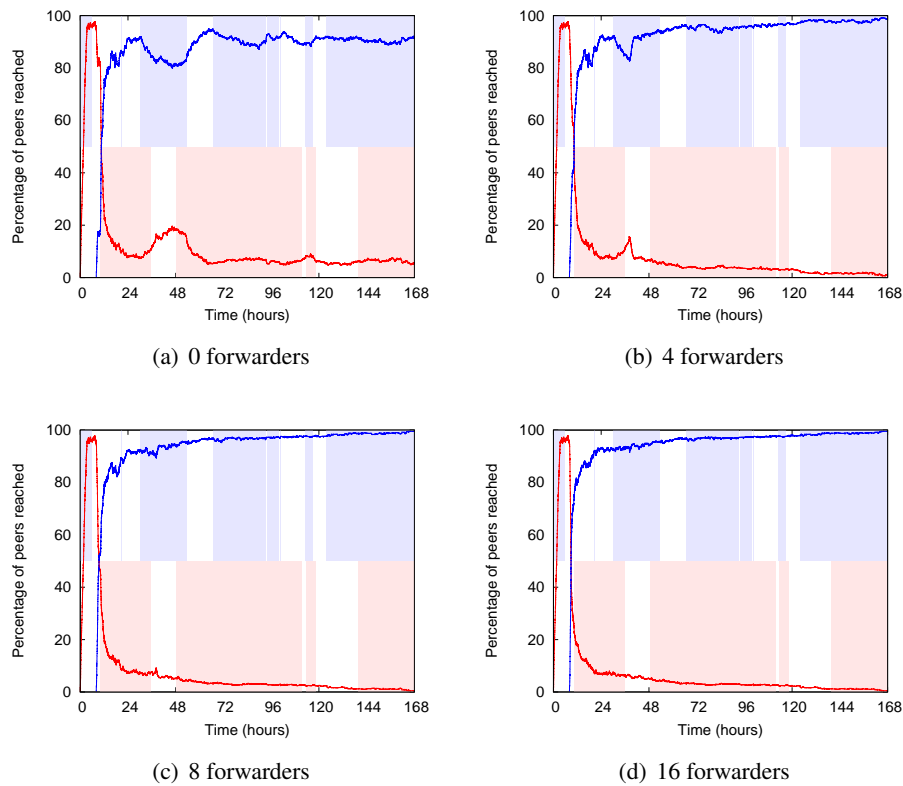 100
80
60
40
20
0
Percentage of peers reached
0 24 48 72 96 120 144 168
Time (hours)
(a) 0 forwarders
100
80
60
40
20
0
Percentage of peers reached
0 24 48 72 96 120 144 168
Time (hours)
(b) 4 forwarders
100
80
60
40
20
0
Percentage of peers reached
0 24 48 72 96 120 144 168
Time (hours)
(c) 8 forwarders
100
80
60
40
20
0
Percentage of peers reached
0 24 48 72 96 120 144 168
Time (hours)
(d) 16 forwarders